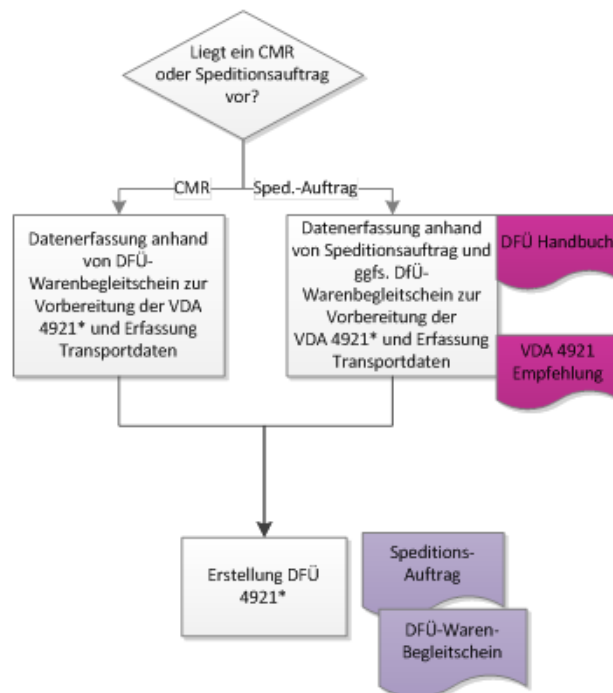 Liegt ein CMR
oder Speditionsauftrag
vor?
CMR
Sped.-Auftrag
Datenerfassung anhand
von DFÜ-
Warenbegleitschein zur
Vorbereitung der VDA
4921* und Erfassung
Transportdaten
Datenerfassung anhand
von Speditionsauftrag und
ggfs. DfÜ-
Warenbegleitschein zur
Vorbereitung der
VDA 4921* und Erfassung
Transportdaten
DFÜ Handbuch
VDA 4921
Empfehlung
Erstellung DFÜ
4921*
Speditions-
Auftrag
DFÜ-Waren-
Begleitschein